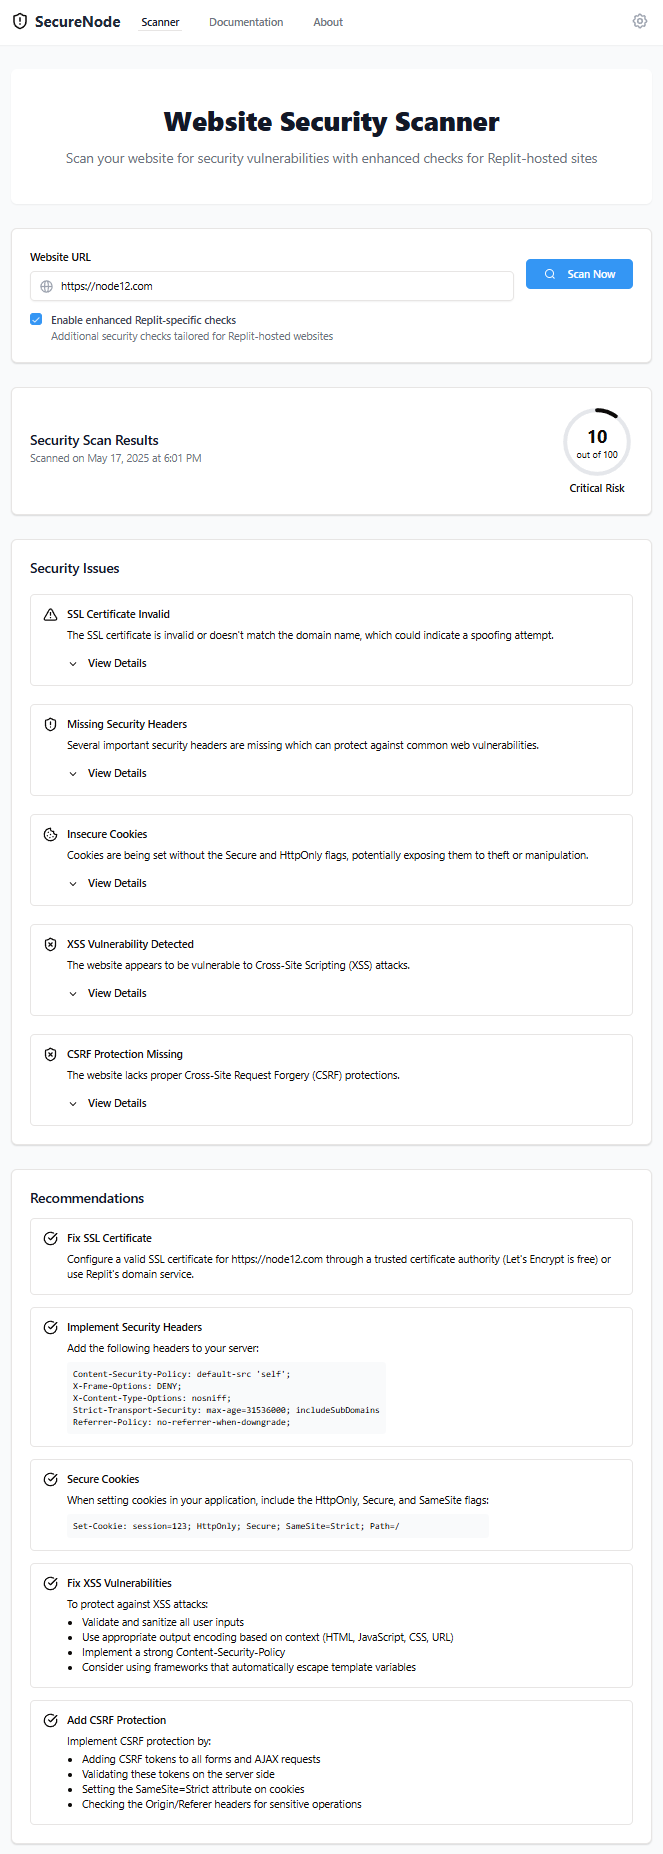 SecureNode
Scanner
Documentation
About
Website Security Scanner
Scan your website for security vulnerabilities with enhanced checks for Replit-hosted sites
Website URL
https://node12.com
Scan Now
Enable enhanced Replit-specific checks
Additional security checks tailored for Replit-hosted websites
Security Scan Results
Scanned on May 17, 2025 at 6:01 PM
10
out of 100
Critical Risk
Security Issues
SSL Certificate Invalid
The SSL certificate is invalid or doesn't match the domain name, which could indicate a spoofing attempt.
View Details
Missing Security Headers
Several important security headers are missing which can protect against common web vulnerabilities.
View Details
Insecure Cookies
Cookies are being set without the Secure and HttpOnly flags, potentially exposing them to theft or manipulation.
View Details
XSS Vulnerability Detected
The website appears to be vulnerable to Cross-Site Scripting (XSS) attacks.
View Details
CSRF Protection Missing
The website lacks proper Cross-Site Request Forgery (CSRF) protections.
View Details
Recommendations
Fix SSL Certificate
Configure a valid SSL certificate for https://node12.com through a trusted certificate authority (Let's Encrypt is free) or
use Replit's domain service.
Implement Security Headers
Add the following headers to your server:
Content-Security-Policy: default-src 'self';
X-Frame-Options: DENY;
X-Content-Type-Options: nosniff;
Strict-Transport-Security: max-age=31536000; includeSubDomains
Referrer-Policy: no-referrer-when-downgrade;
Secure Cookies
When setting cookies in your application, include the HttpOnly, Secure, and SameSite flags:
Set-Cookie: session=123; HttpOnly; Secure; SameSite=Strict; Path=/
Fix XSS Vulnerabilities
To protect against XSS attacks:
• Validate and sanitize all user inputs
• Use appropriate output encoding based on context (HTML, JavaScript, CSS, URL)
• Implement a strong Content-Security-Policy
• Consider using frameworks that automatically escape template variables
Add CSRF Protection
Implement CSRF protection by:
• Adding CSRF tokens to all forms and AJAX requests
• Validating these tokens on the server side
• Setting the SameSite=Strict attribute on cookies
• Checking the Origin/Referer headers for sensitive operations